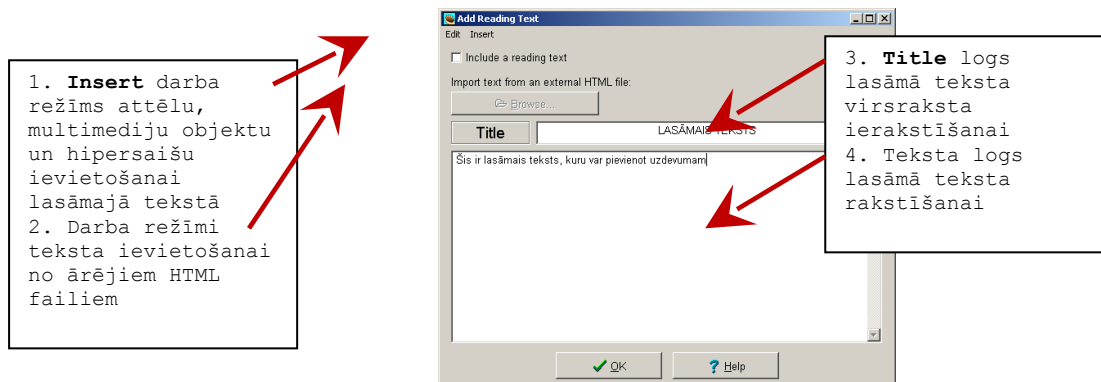 1. Insert darba
režīms attēlu,
multimediju objektu
un hipersaišu
ievietošanai
lasāmajā tekstā
2. Darba režīmi
teksta ievietošanai
no ārējiem HTML
failiem
Add Reading Text
Edit Insert
Include a reading text
Import text from an external HTML file:
Browse...
Title
LASĀMAIS TEKSTS
Šis ir lasāmais teksts, kuru var pievienot uzdevumam
OK
Help
3. Title logs
lasāmā teksta
virsraksta
ierakstīšanai
4. Teksta logs
lasāmā teksta
rakstīšanai